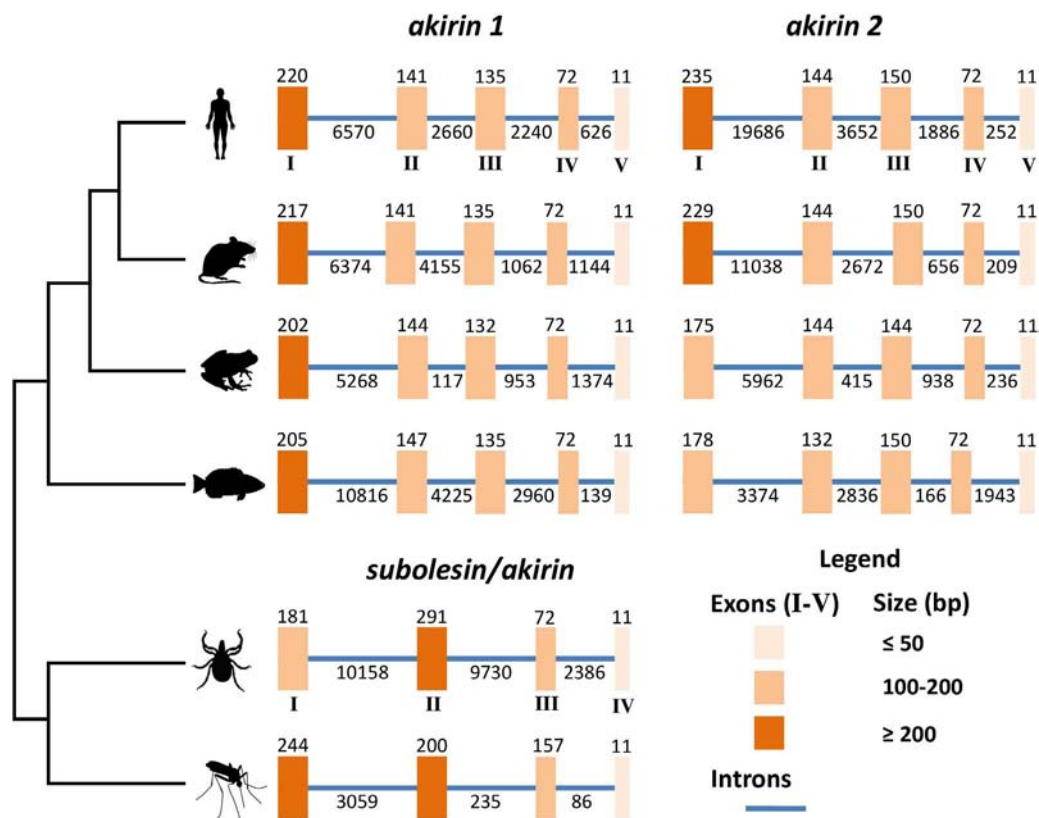 akirin 1 akirin 2
220 141 135 72 11 235 144 150 72 11
6570 2660 2240 626 19686 3652 1886 252
I II III IV V I II III IV V
217 141 135 72 11 229 144 150 72 11
6374 4155 1062 1144 11038 2672 656 209
202 144 132 72 11 175 144 144 72 11
5268 117 953 1374 5962 415 938 236
205 147 135 72 11 178 132 150 72 11
10816 4225 2960 139 3374 2836 166 1943
subolesin/akirin Legend
Exons (I-V) Size (bp)
181 291 72 11
≤ 50
10158 9730 2386
100-200
I II III IV
≥ 200
244 200 157 11
Introns
3059 235 86